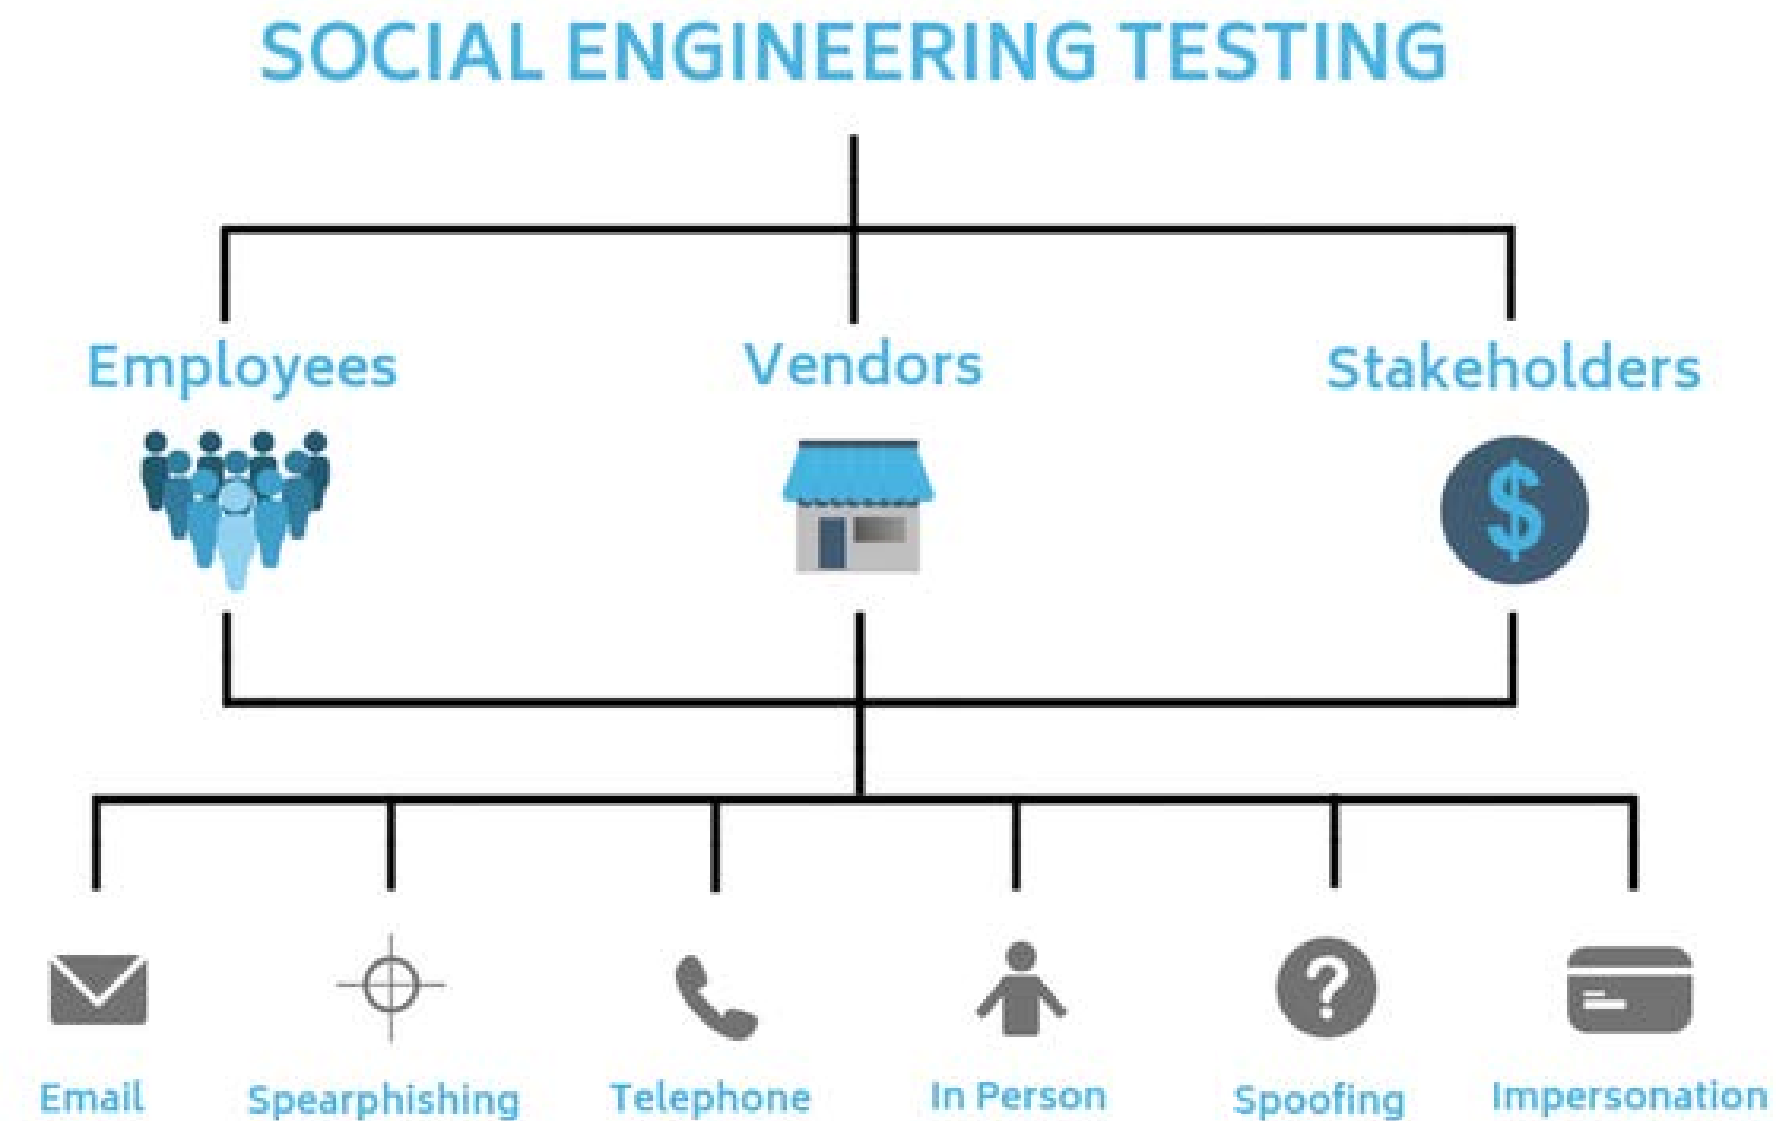 SOCIAL ENGINEERING TESTING
Employees
Vendors
Stakeholders
$
?
Email
Spearphishing
Telephone
In Person
Spoofing
Impersonation